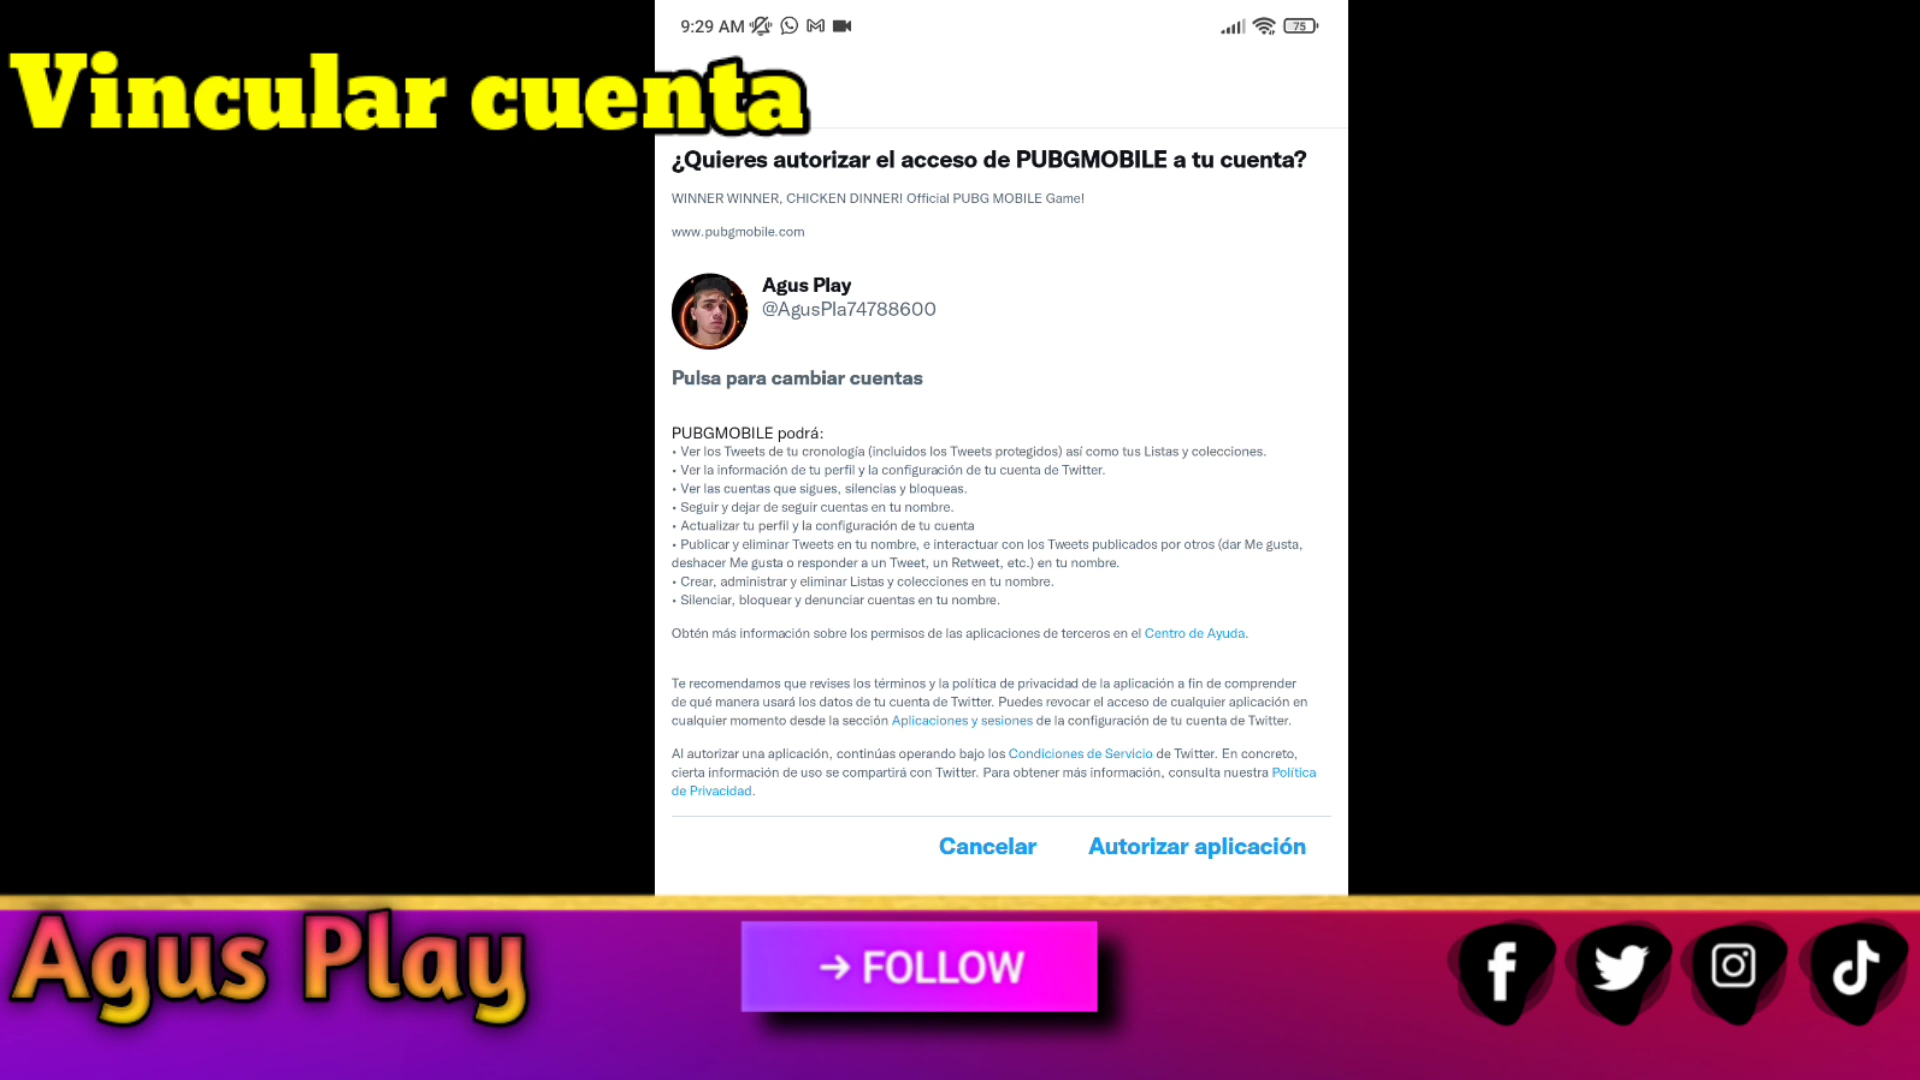 9:29 AM
75
Vincular cuenta
¿Quieres autorizar el acceso de PUBGMOBILE a tu cuenta?
WINNER WINNER, CHICKEN DINNER! Official PUBG MOBILE Game!
www.pubgmobile.com
Agus Play
@AgusPla74788600
Pulsa para cambiar cuentas
PUBGMOBILE podrá:
• Ver los Tweets de tu cronología (incluidos los Tweets protegidos) así como tus Listas y colecciones.
• Ver la información de tu perfil y la configuración de tu cuenta de Twitter.
• Ver las cuentas que sigues, silencias y bloqueas.
• Seguir y dejar de seguir cuentas en tu nombre.
• Actualizar tu perfil y la configuración de tu cuenta
• Publicar y eliminar Tweets en tu nombre, e interactuar con los Tweets publicados por otros (dar Me gusta,
deshacer Me gusta o responder a un Tweet, un Retweet, etc.) en tu nombre.
• Crear, administrar y eliminar Listas y colecciones en tu nombre.
• Silenciar, bloquear y denunciar cuentas en tu nombre.
Obtén más información sobre los permisos de las aplicaciones de terceros en el Centro de Ayuda.
Te recomendamos que revises los términos y la política de privacidad de la aplicación a fin de comprender
de qué manera usará los datos de tu cuenta de Twitter. Puedes revocar el acceso de cualquier aplicación en
cualquier momento desde la sección Aplicaciones y sesiones de la configuración de tu cuenta de Twitter.
Al autorizar una aplicación, continúas operando bajo los Condiciones de Servicio de Twitter. En concreto,
cierta información de uso se compartirá con Twitter. Para obtener más información, consulta nuestra Política
de Privacidad.
Cancelar
Autorizar aplicación
Agus Play
→ FOLLOW